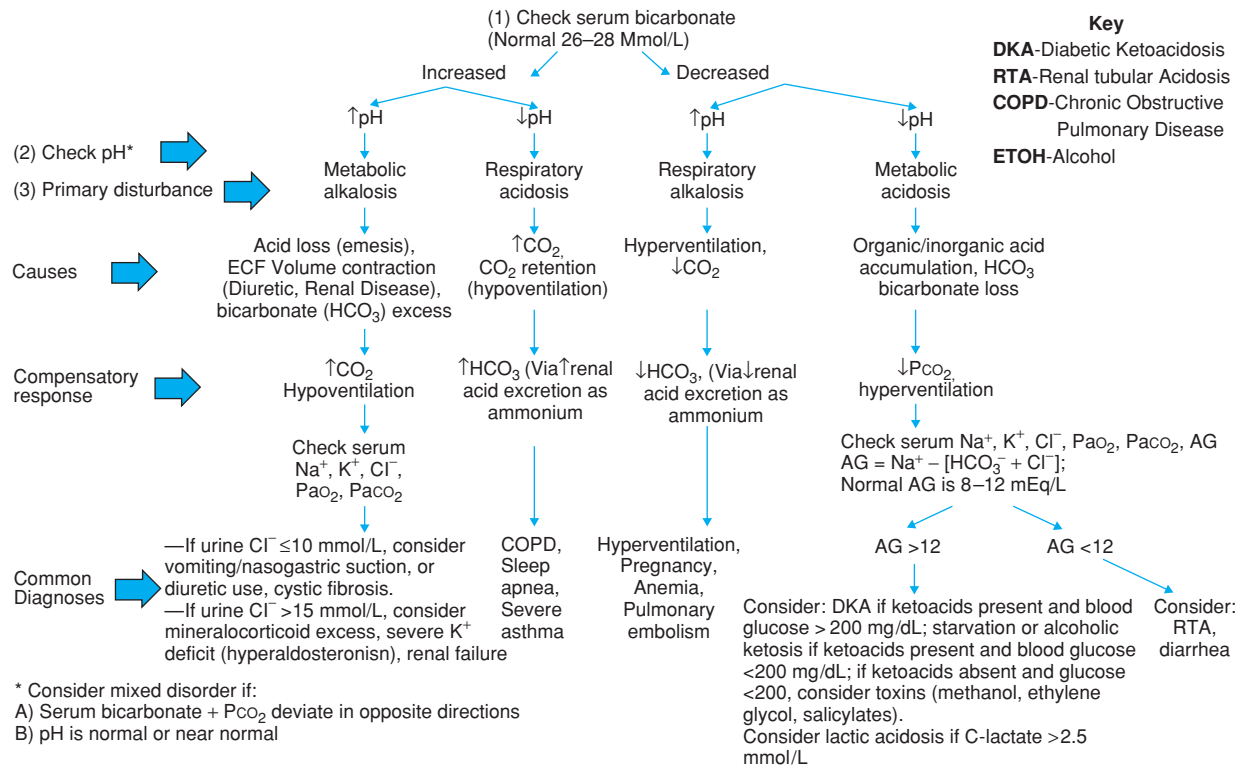 (1) Check serum bicarbonate
(Normal 26–28 Mmol/L)
Increased
Decreased
Key
DKA-Diabetic Ketoacidosis
RTA-Renal tubular Acidosis
COPD-Chronic Obstructive
Pulmonary Disease
ETOH-Alcohol
(2) Check pH*
↑pH
↓pH
↑pH
↓pH
(3) Primary disturbance
Metabolic
alkalosis
Respiratory
acidosis
Respiratory
alkalosis
Metabolic
acidosis
Causes
Acid loss (emesis),
ECF Volume contraction
(Diuretic, Renal Disease),
bicarbonate (HCO₃) excess
↑CO₂,
CO₂ retention
(hypoventilation)
Hyperventilation,
↓CO₂
Organic/inorganic acid
accumulation, HCO₃
bicarbonate loss
Compensatory
response
↑CO₂
Hypoventilation
↑HCO₃ (Via↑renal
acid excretion as
ammonium
↓HCO₃, (Via↓renal
acid excretion as
ammonium
↓PCO₂,
hyperventilation
Check serum
Na⁺, K⁺, Cl⁻,
PaO₂, PaCO₂
Check serum Na⁺, K⁺, Cl⁻, PaO₂, PaCO₂, AG
AG = Na⁺ – [HCO₃⁻ + Cl⁻];
Normal AG is 8–12 mEq/L
Common
Diagnoses
—If urine Cl⁻ ≤10 mmol/L, consider
vomiting/nasogastric suction, or
diuretic use, cystic fibrosis.
—If urine Cl⁻ >15 mmol/L, consider
mineralocorticoid excess, severe K⁺
deficit (hyperaldosteronisn), renal failure
COPD,
Sleep
apnea,
Severe
asthma
Hyperventilation,
Pregnancy,
Anemia,
Pulmonary
embolism
AG >12
AG <12
Consider: DKA if ketoacids present and blood
glucose > 200 mg/dL; starvation or alcoholic
ketosis if ketoacids present and blood glucose
<200 mg/dL; if ketoacids absent and glucose
<200, consider toxins (methanol, ethylene
glycol, salicylates).
Consider lactic acidosis if C-lactate >2.5
mmol/L
Consider:
RTA,
diarrhea
* Consider mixed disorder if:
A) Serum bicarbonate + PCO₂ deviate in opposite directions
B) pH is normal or near normal